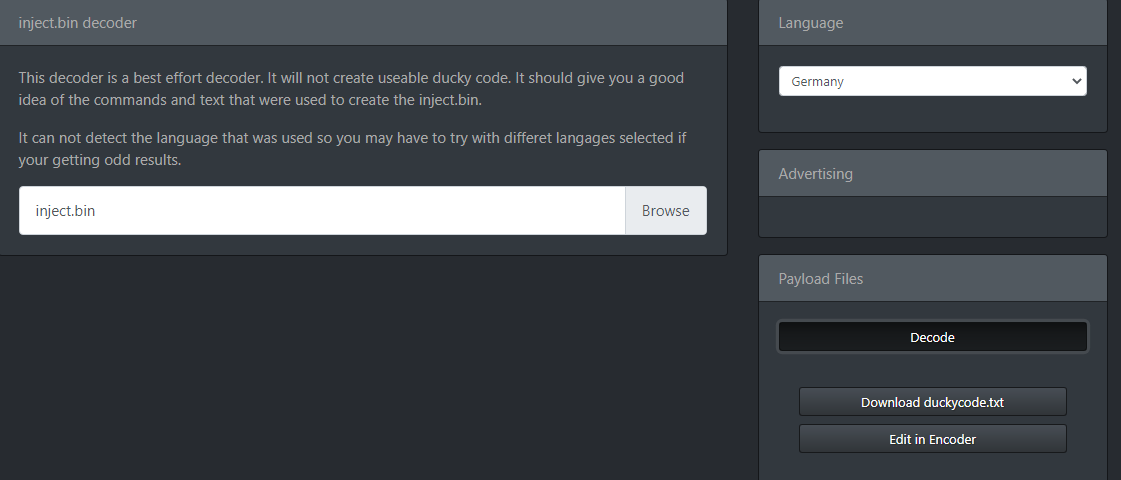 inject.bin decoder
This decoder is a best effort decoder. It will not create useable ducky code. It should give you a good
idea of the commands and text that were used to create the inject.bin.
It can not detect the language that was used so you may have to try with differet langages selected if
your getting odd results.
inject.bin
Browse
Language
Germany
Advertising
Payload Files
Decode
Download duckycode.txt
Edit in Encoder